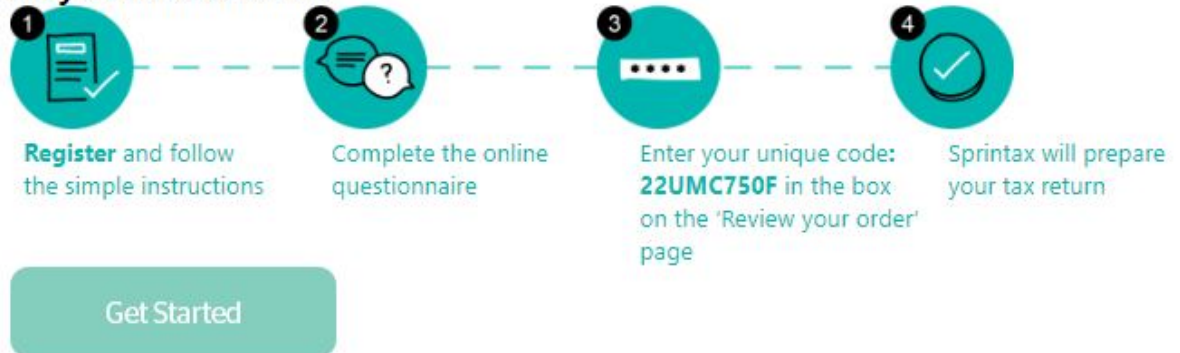 1
2
3
4
Register and follow
the simple instructions
Complete the online
questionnaire
Enter your unique code:
22UMC750F in the box
on the 'Review your order'
page
Sprintax will prepare
your tax return
Get Started